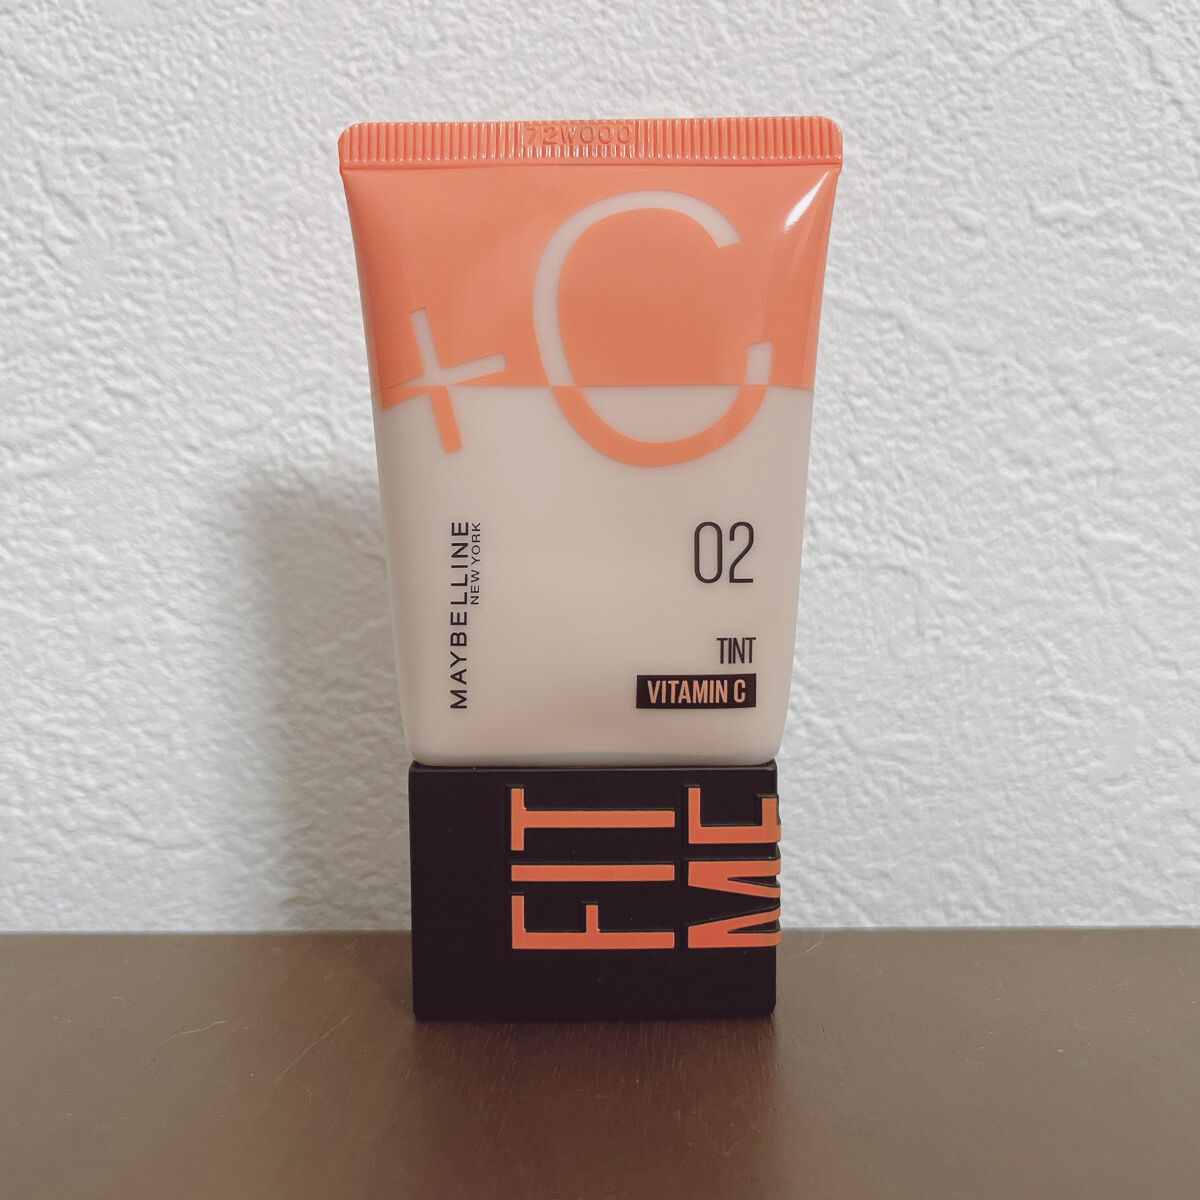 72W000
+C
MAYBELLINE
NEW YORK
02
TINT
VITAMIN C
FIT
ME